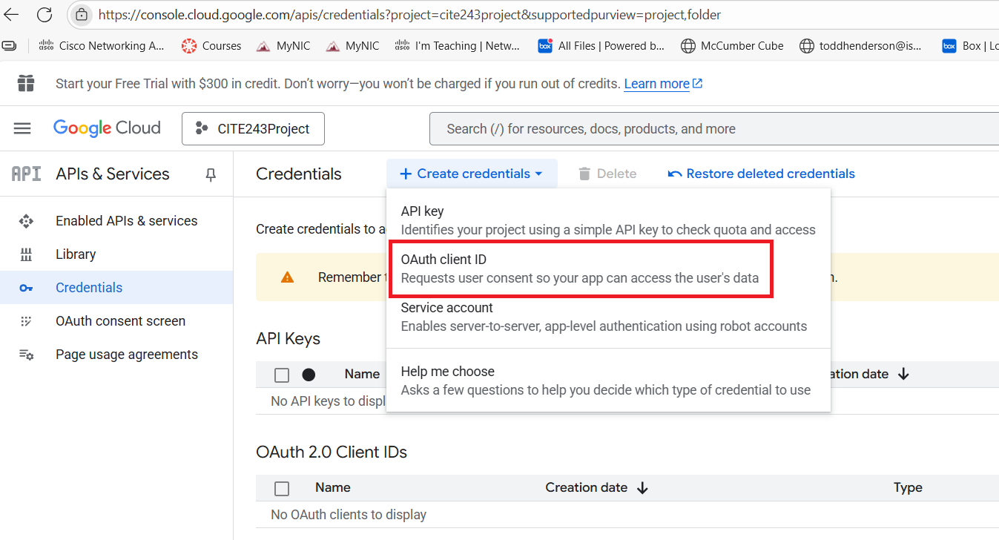 https://console.cloud.google.com/apis/credentials?project=cite243project&supportedpurview=project,folder
Cisco Networking A... Courses MyNIC MyNIC I'm Teaching | Netw... All Files | Powered b... McCumber Cube toddhenderson@is... Box | Lo
Start your Free Trial with $300 in credit. Don't worry—you won't be charged if you run out of credits. Learn more
Google Cloud CITE243Project Search (/) for resources, docs, products, and more
API APIs & Services Credentials + Create credentials Delete Restore deleted credentials
API key
Enabled APIs & services
Create credentials to a
Identifies your project using a simple API key to check quota and access
Library
OAuth client ID
Remember
Requests user consent so your app can access the user's data
Credentials
Service account
OAuth consent screen
Enables server-to-server, app-level authentication using robot accounts
API Keys
Page usage agreements
Help me choose
Name
ation date
Asks a few questions to help you decide which type of credential to use
No API keys to displ
OAuth 2.0 Client IDs
Name Creation date Type
No OAuth clients to display